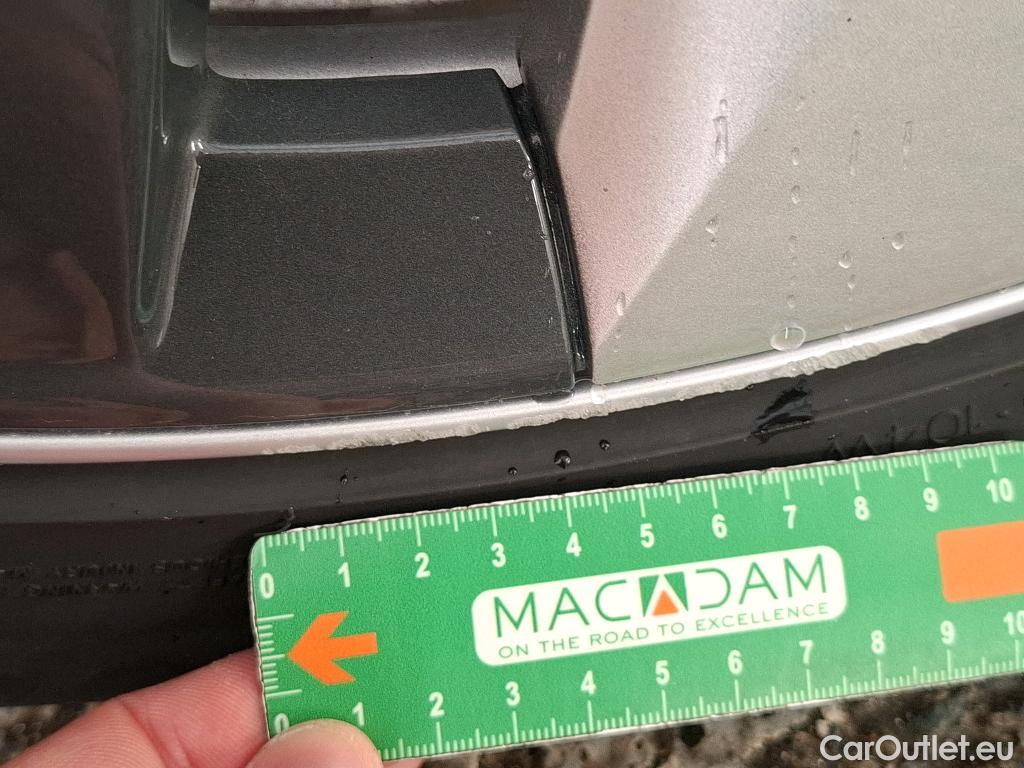 0 1 2 3 4 5 6 7 8 9 10
MACADAM
ON THE ROAD TO EXCELLENCE
0 1 2 3 4 5 6 7 8 9 10
CarOutlet.eu